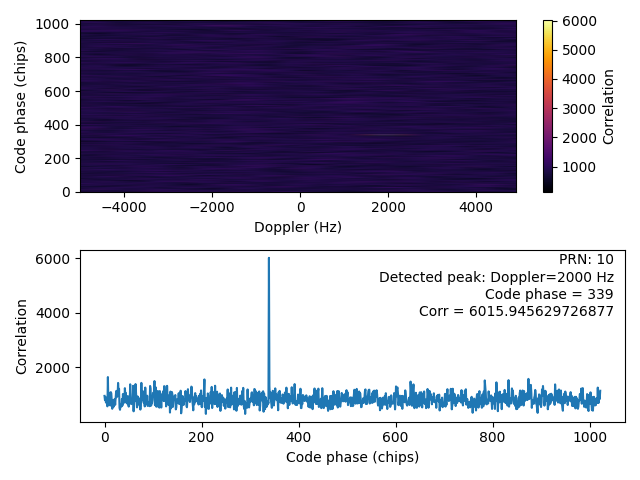 1000
800
600
400
200
0
Code phase (chips)
−4000
−2000
0
2000
4000
Doppler (Hz)
6000
5000
4000
3000
2000
1000
Correlation
6000
4000
2000
Correlation
PRN: 10
Detected peak: Doppler=2000 Hz
Code phase = 339
Corr = 6015.945629726877
0
200
400
600
800
1000
Code phase (chips)